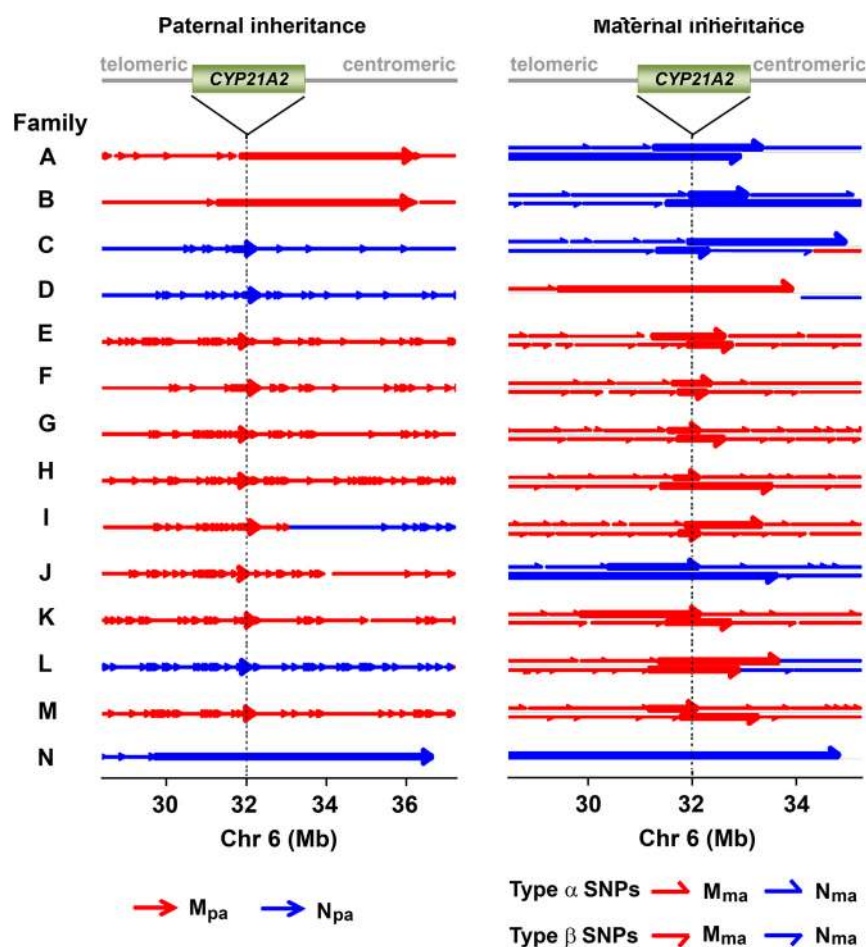 Paternal inheritance
Maternal inheritance
telomeric CYP21A2 centromeric
telomeric CYP21A2 centromeric
Family
A
B
C
D
E
F
G
H
I
J
K
L
M
N
30 32 34 36
30 32 34
Chr 6 (Mb)
Chr 6 (Mb)
Mpa Npa
Type α SNPs Mma Nma
Type β SNPs Mma Nma